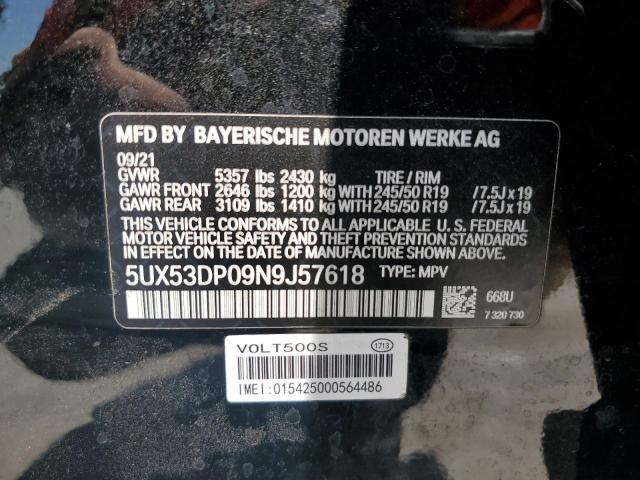 MFD BY BAYERISCHE MOTOREN WERKE AG
09/21
GVWR 5357 lbs 2430 kg TIRE / RIM
GAWR FRONT 2646 lbs 1200 kg WITH 245/50 R19 / 7.5J x 19
GAWR REAR 3109 lbs 1410 kg WITH 245/50 R19 / 7.5J x 19
THIS VEHICLE CONFORMS TO ALL APPLICABLE U. S. FEDERAL
MOTOR VEHICLE SAFETY AND THEFT PREVENTION STANDARDS
IN EFFECT ON THE DATE OF MANUFACTURE SHOWN ABOVE.
5UX53DP09N9J57618 TYPE: MPV
668U
7 320 730
VOLT500S 1713
IMEI:015425000564486